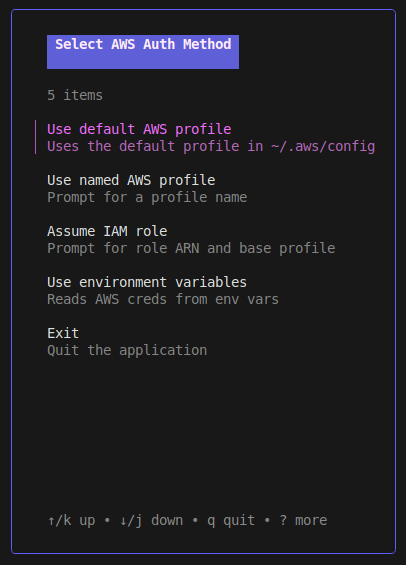 Select AWS Auth Method
5 items
Use default AWS profile
Uses the default profile in ~/.aws/config
Use named AWS profile
Prompt for a profile name
Assume IAM role
Prompt for role ARN and base profile
Use environment variables
Reads AWS creds from env vars
Exit
Quit the application
↑/k up • ↓/j down • q quit • ? more